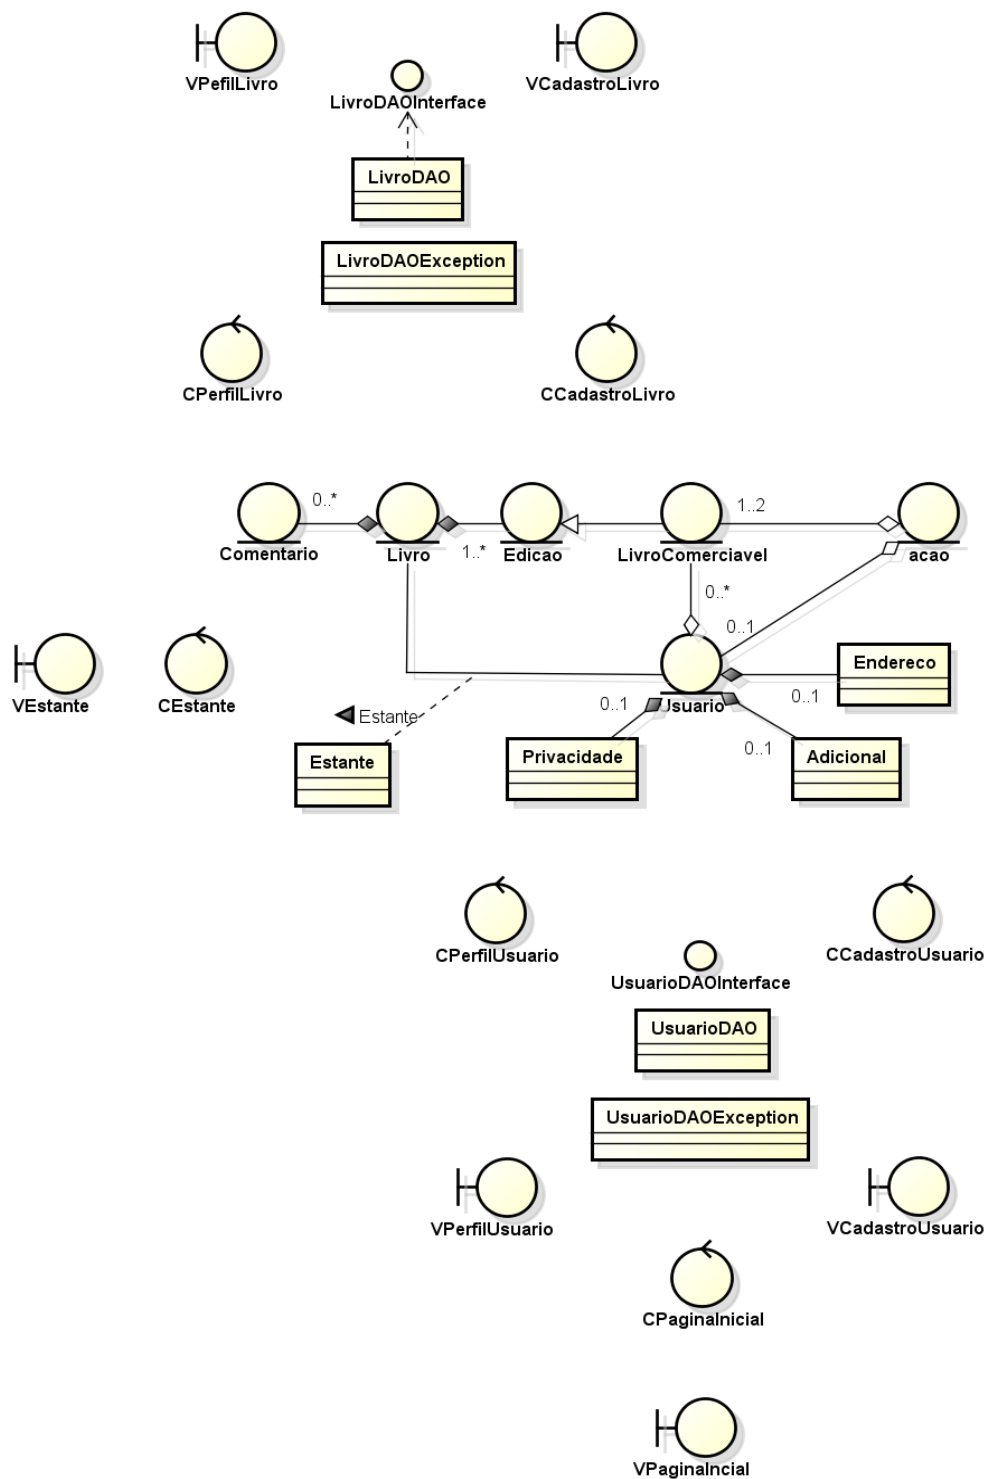 VPefilLivro
VCadastroLivro
LivroDAOInterface
LivroDAO
LivroDAOException
CPerfilLivro
CCadastroLivro
0..*
1..2
Comentario
Livro
1..*
Edicao
LivroComerciavel
acao
0..*
0..1
VEstante
CEstante
Endereco
0..1
0..1
Usuario
Estante
0..1
Estante
Privacidade
Adicional
CPerfilUsuario
CCadastroUsuario
UsuarioDAOInterface
UsuarioDAO
UsuarioDAOException
VPerfilUsuario
VCadastroUsuario
CPaginaInicial
VPaginaIncial